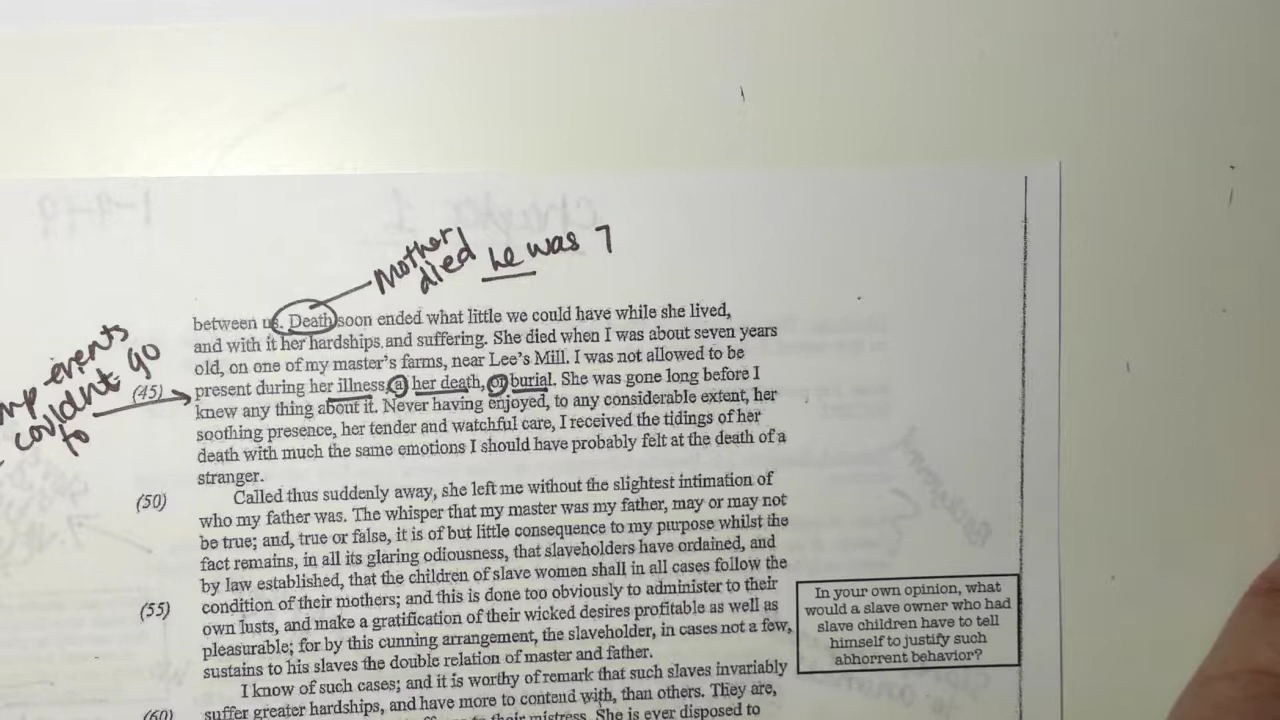 Mother
died he was 7
between us. Death soon ended what little we could have while she lived,
and with it her hardships and suffering. She died when I was about seven years
old, on one of my master's farms, near Lee's Mill. I was not allowed to be
(45) present during her illness, at her death, or burial. She was gone long before I
knew any thing about it. Never having enjoyed, to any considerable extent, her
soothing presence, her tender and watchful care, I received the tidings of her
death with much the same emotions I should have probably felt at the death of a
stranger.
events
couldnt go
to
(50) Called thus suddenly away, she left me without the slightest intimation of
who my father was. The whisper that my master was my father, may or may not
be true; and, true or false, it is of but little consequence to my purpose whilst the
fact remains, in all its glaring odiousness, that slaveholders have ordained, and
by law established, that the children of slave women shall in all cases follow the
(55) condition of their mothers; and this is done too obviously to administer to their
own lusts, and make a gratification of their wicked desires profitable as well as
pleasurable; for by this cunning arrangement, the slaveholder, in cases not a few,
sustains to his slaves the double relation of master and father.
I know of such cases; and it is worthy of remark that such slaves invariably
(60) suffer greater hardships, and have more to contend with, than others. They are,
their mistress. She is ever disposed to
In your own opinion, what
would a slave owner who had
slave children have to tell
himself to justify such
abhorrent behavior?